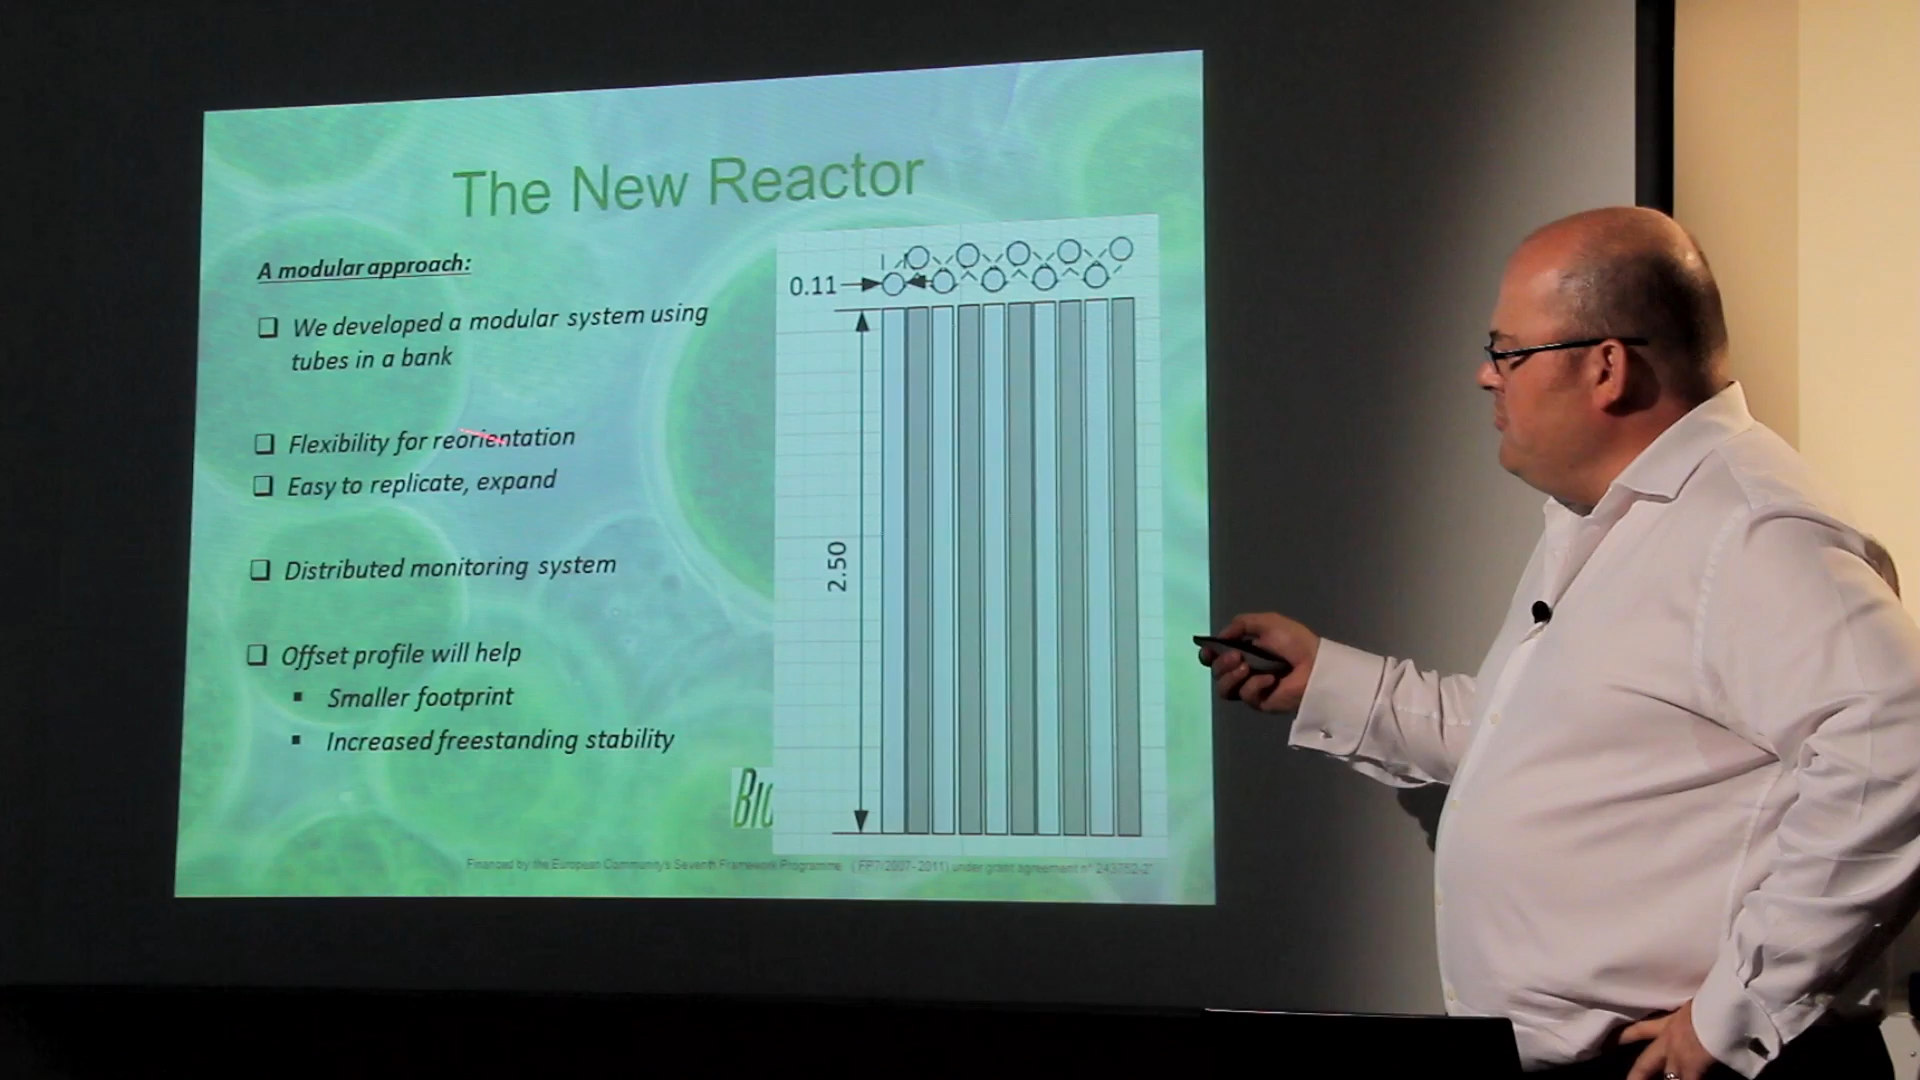 The New Reactor
A modular approach:
We developed a modular system using
tubes in a bank
Flexibility for reorientation
Easy to replicate, expand
Distributed monitoring system
Offset profile will help
Smaller footprint
Increased freestanding stability
0.11
2.50
Financed by the European Community's Seventh Framework Programme (FP7/2007-2011) under grant agreement n°